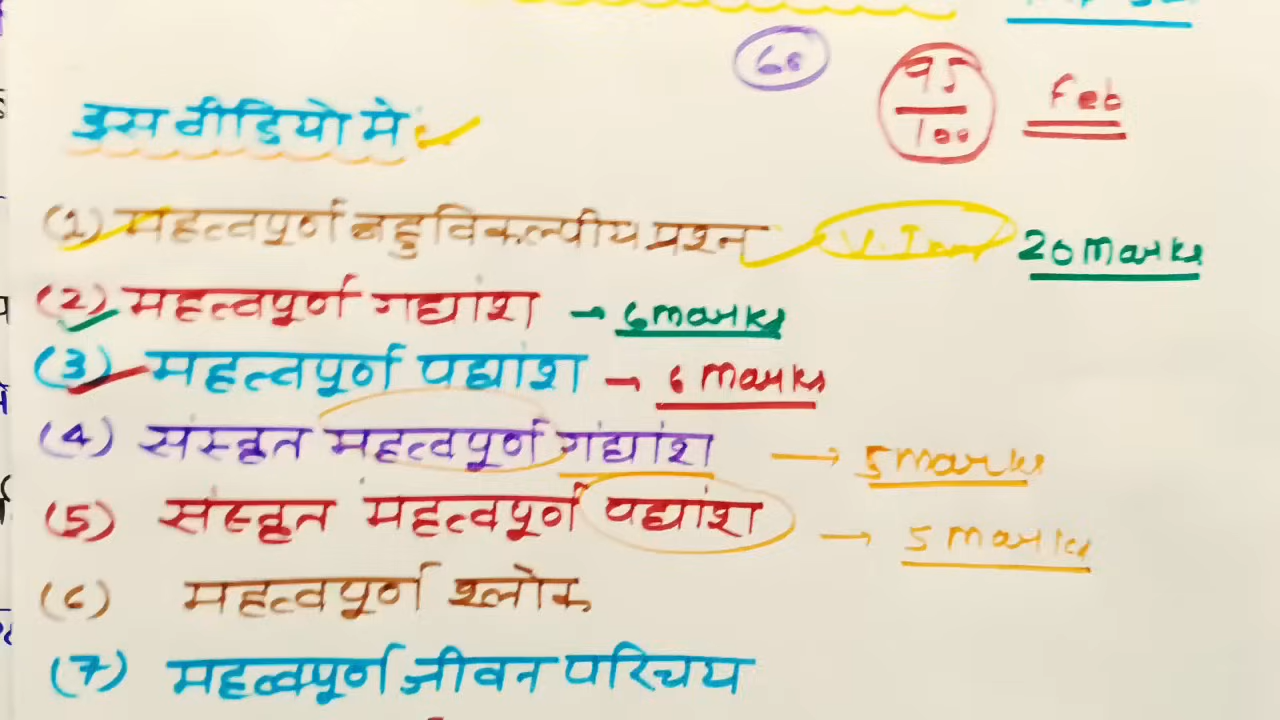 60
95
100
Feb
इस वीडियो मे
(1) महत्वपूर्ण बहुविकल्पीय प्रश्न V. Imp 20 marks
(2) महत्वपूर्ण गद्यांश → 6 marks
(3) महत्वपूर्ण पद्यांश → 6 Marks
(4) संस्कृत महत्वपूर्ण गंद्यांश → 5 marks
(5) संस्कृत महत्वपूर्ण पद्यांश → 5 marks
(6) महत्वपूर्ण श्लोक
(7) महत्वपूर्ण जीवन परिचय